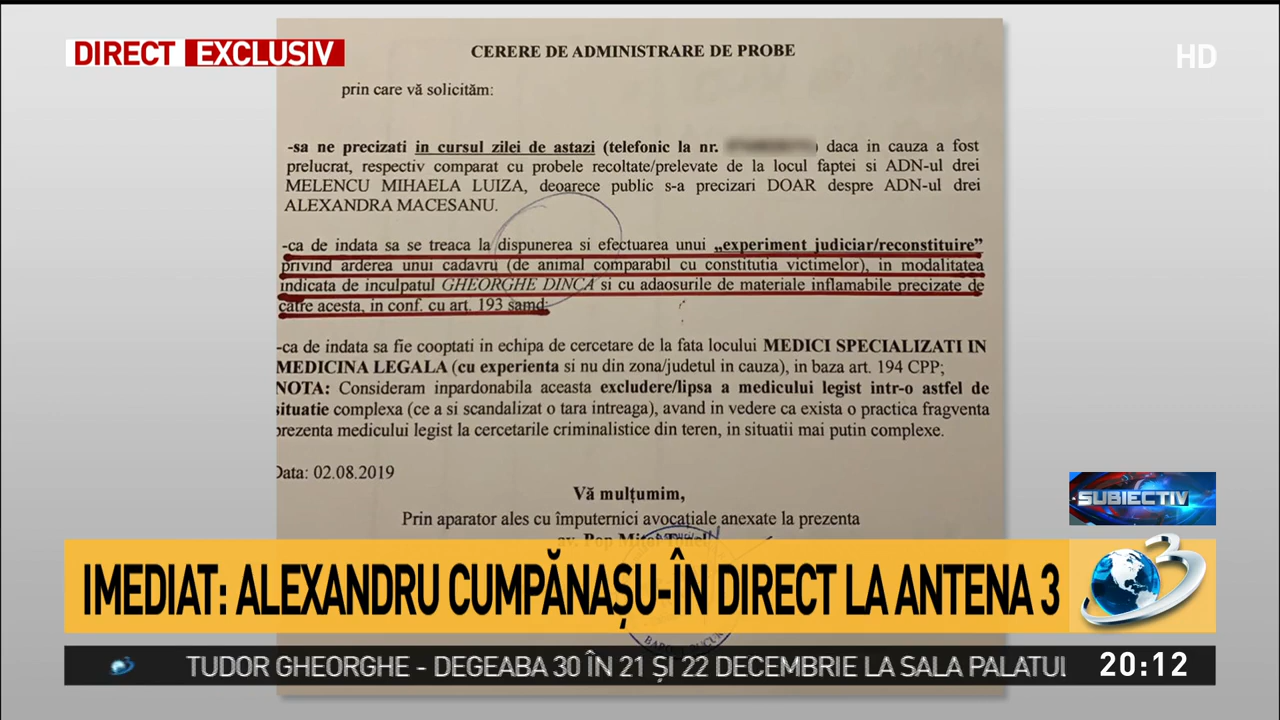 DIRECT EXCLUSIV
HD
CERERE DE ADMINISTRARE DE PROBE
prin care vă solicităm:
-sa ne precizati in cursul zilei de astazi (telefonic la nr. ) daca in cauza a fost
prelucrat, respectiv comparat cu probele recoltate/prelevate de la locul faptei si ADN-ul drei
MELENCU MIHAELA LUIZA, deoarece public s-a precizari DOAR despre ADN-ul drei
ALEXANDRA MACESANU.
-ca de indata sa se treaca la dispunerea si efectuarea unui „experiment judiciar/reconstituire”
privind arderea unui cadavru (de animal comparabil cu constitutia victimelor), in modalitatea
indicata de inculpatul GHEORGHE DINCA si cu adaosurile de materiale inflamabile precizate de
catre acesta, in conf. cu art. 193 samd;
-ca de indata sa fie cooptati in echipa de cercetare de la fata locului MEDICI SPECIALIZATI IN
MEDICINA LEGALA (cu experienta si nu din zona/judetul in cauza), in baza art. 194 CPP;
NOTA: Consideram inpardonabila aceasta excludere/lipsa a medicului legist intr-o astfel de
situatie complexa (ce a si scandalizat o tara intreaga), avand in vedere ca exista o practica fragventa
prezenta medicului legist la cercetarile criminalistice din teren, in situatii mai putin complexe.
Data: 02.08.2019
Vă mulțumim,
Prin aparator ales cu împuternici avocațiale anexate la prezenta
av. Pop
SUBIECTIV
IMEDIAT: ALEXANDRU CUMPĂNAȘU-ÎN DIRECT LA ANTENA 3
3
TUDOR GHEORGHE - DEGEABA 30 ÎN 21 ȘI 22 DECEMBRIE LA SALA PALATUL
20:12